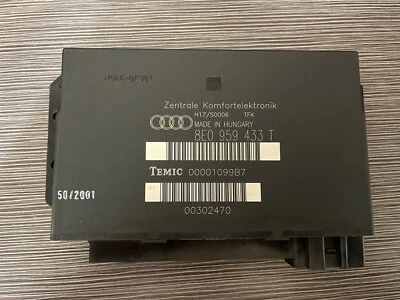 Zentrale Komfortelektronik
H17/S0006 TFK
MADE IN HUNGARY
8E0 959 433 T
TEMIC 00001099B7
50/2001
00302470